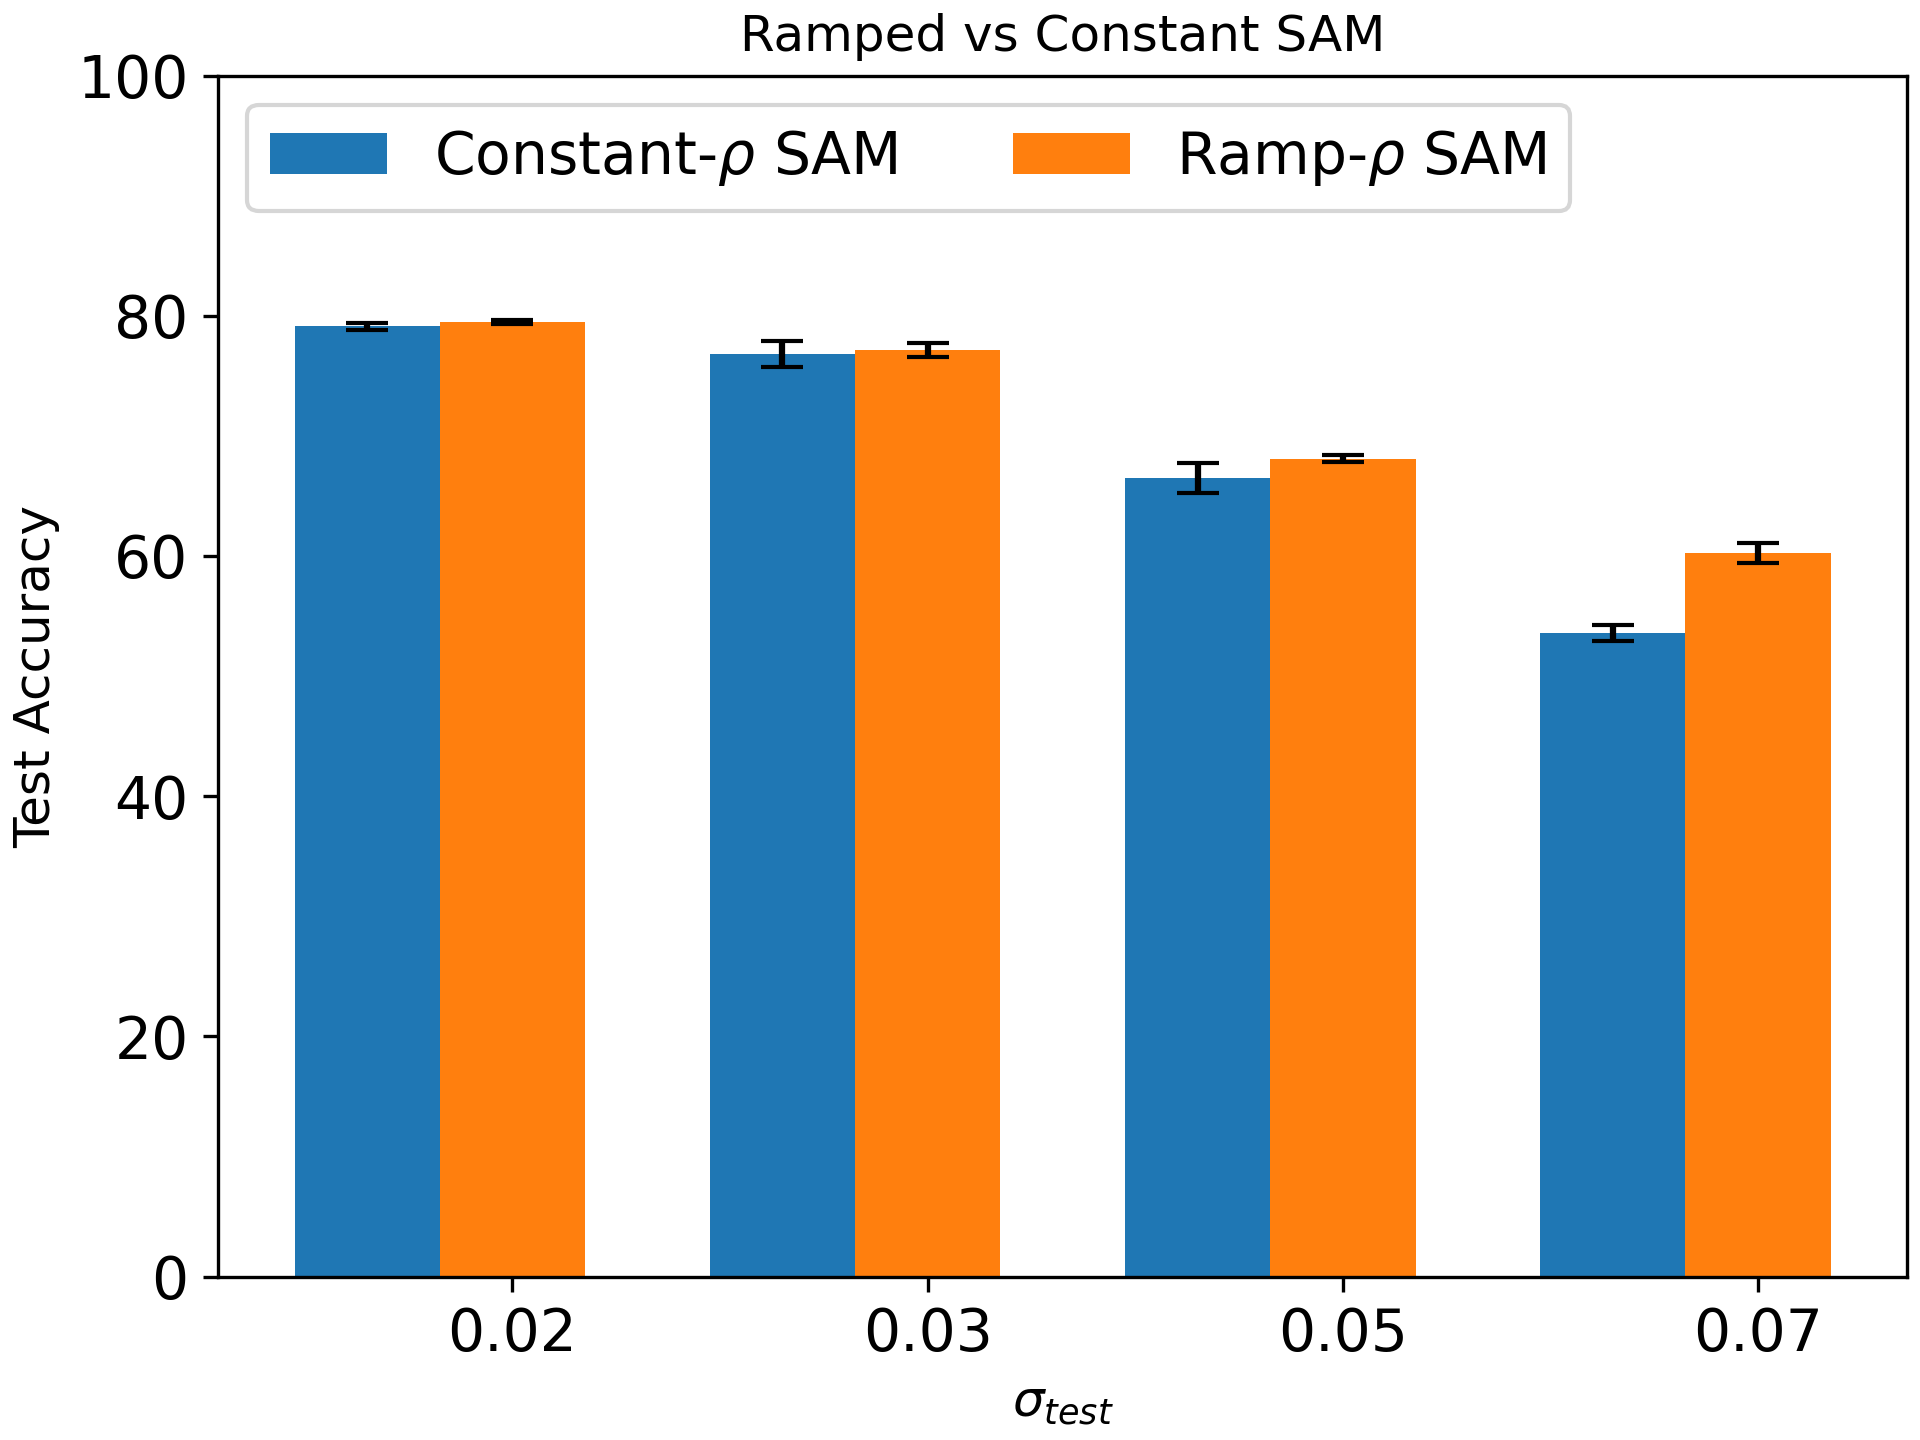 Ramped vs Constant SAM
Constant-ρ SAM
Ramp-ρ SAM
100
80
60
40
20
0
Test Accuracy
0.02 0.03 0.05 0.07
σtest